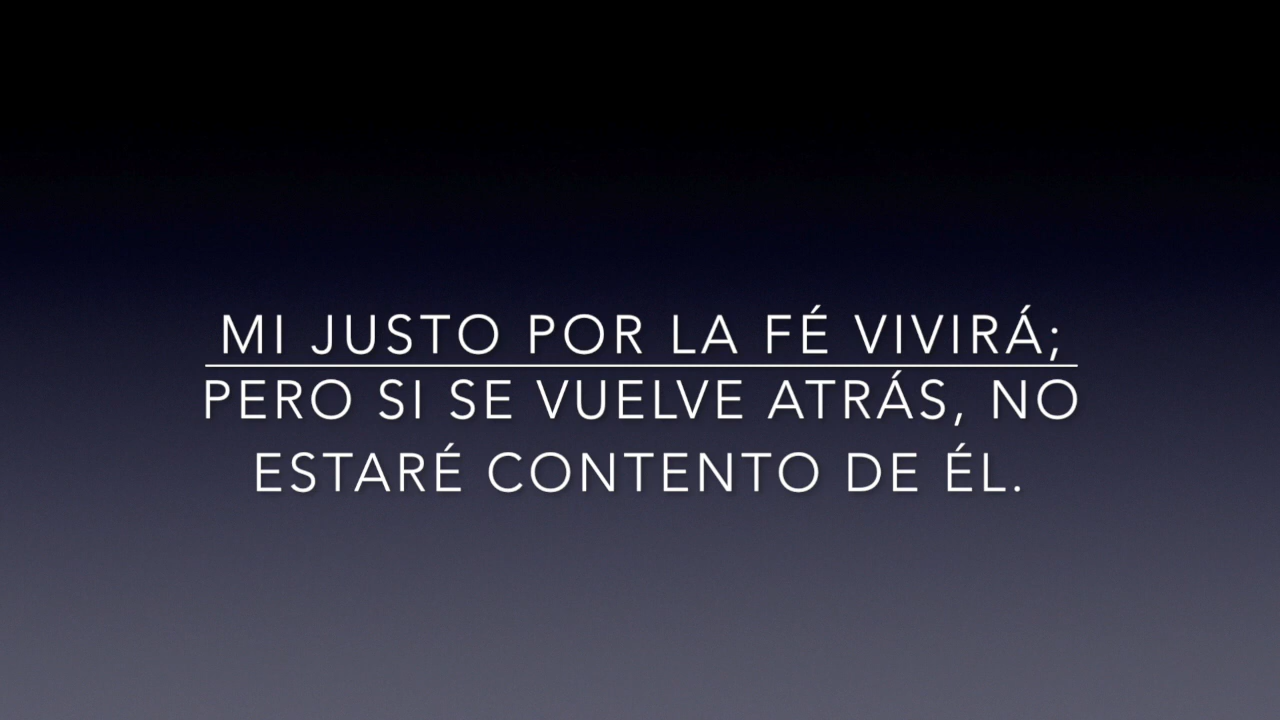 MI JUSTO POR LA FÉ VIVIRÁ;
PERO SI SE VUELVE ATRÁS, NO
ESTARÉ CONTENTO DE ÉL.